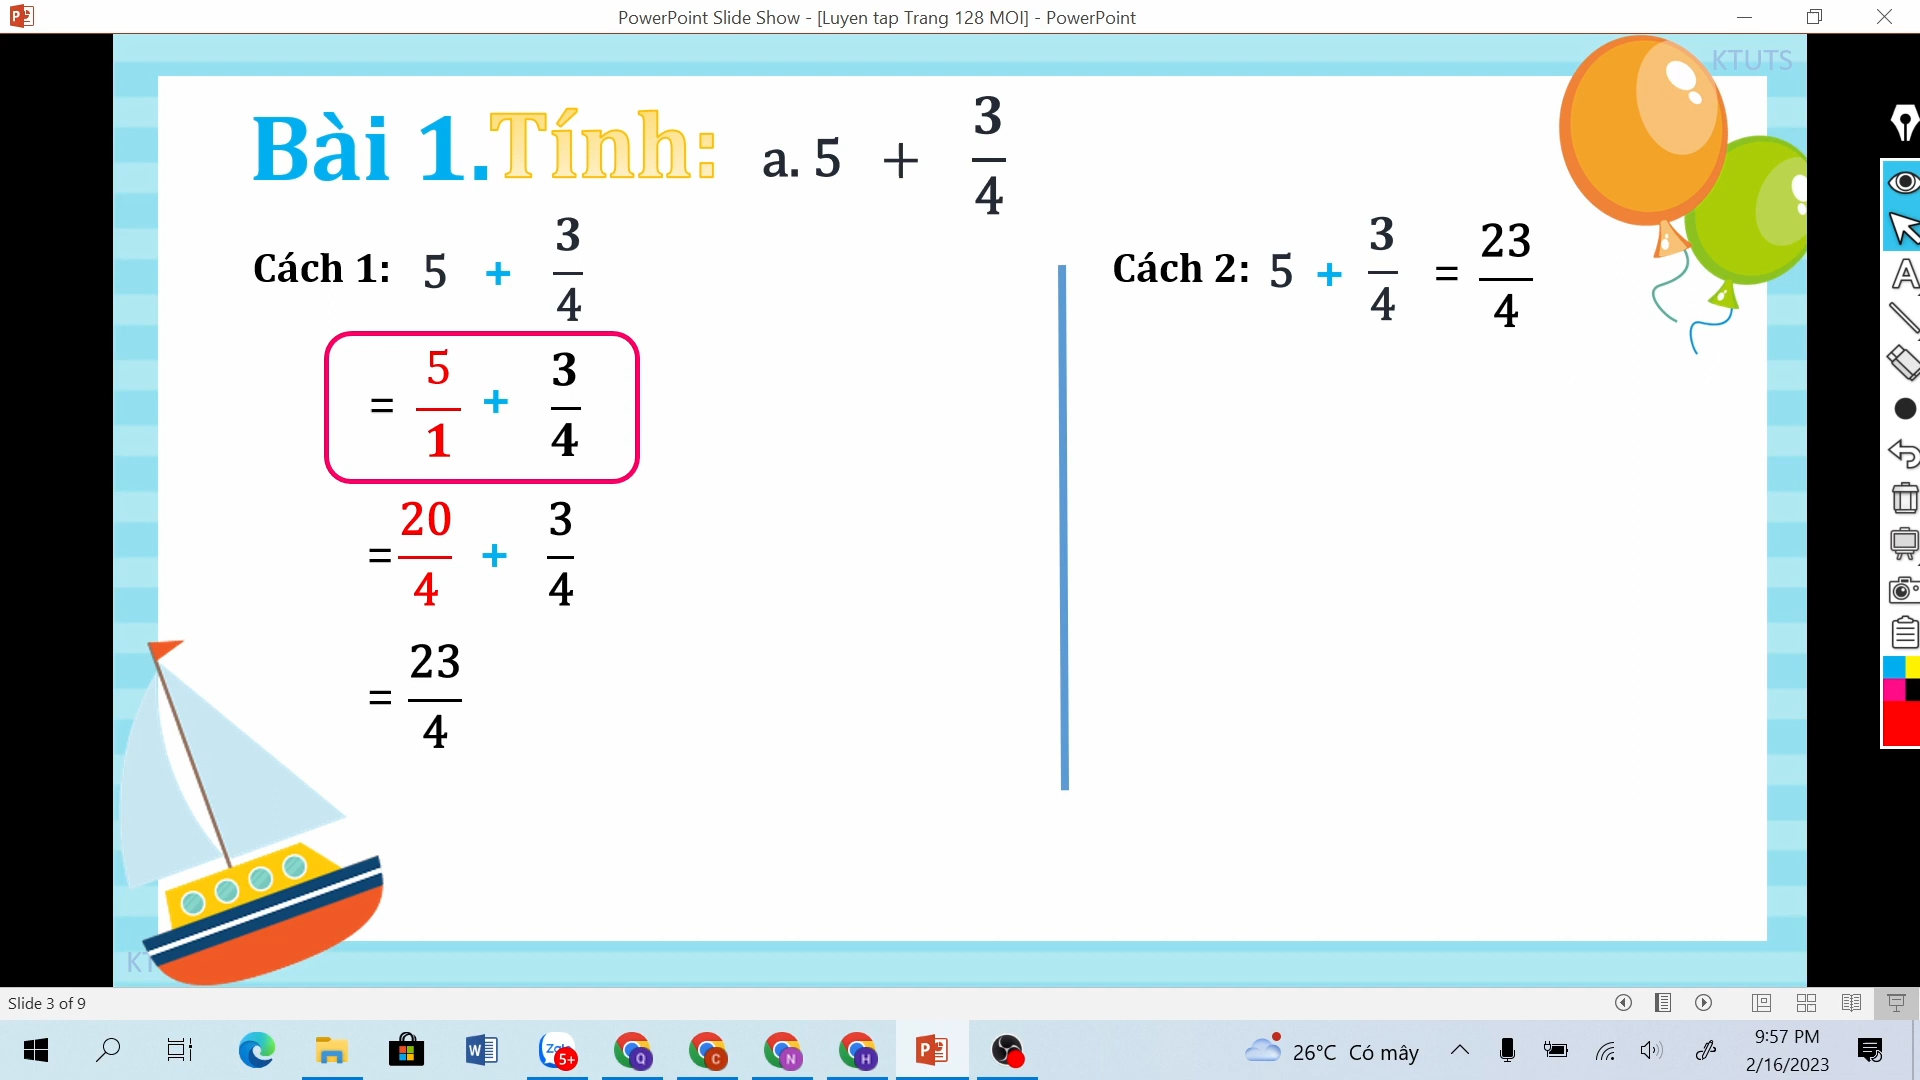 PowerPoint Slide Show - [Luyen tap Trang 128 MOI] - PowerPoint
KTUTS
Bài 1.Tính: a. 5 + 3/4
Cách 1: 5 + 3/4
= 5/1 + 3/4
= 20/4 + 3/4
= 23/4
Cách 2: 5 + 3/4 = 23/4
Slide 3 of 9
5+
Q
C
N
H
26°C Có mây
9:57 PM
2/16/2023